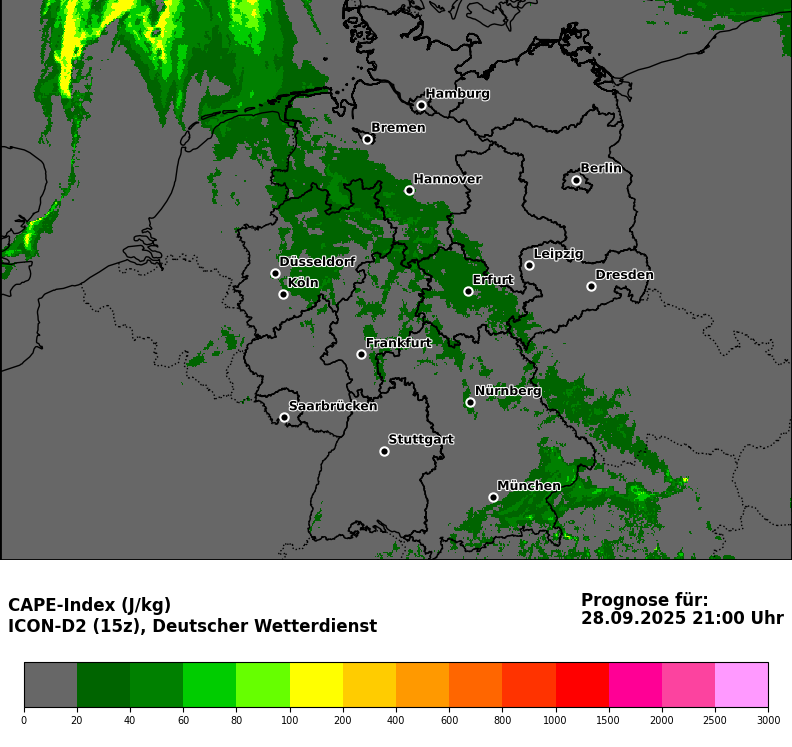 Hamburg
Bremen
Berlin
Hannover
Leipzig
Düsseldorf
Dresden
Köln
Erfurt
Frankfurt
Nürnberg
Saarbrücken
Stuttgart
München
CAPE-Index (J/kg)
ICON-D2 (15z), Deutscher Wetterdienst
Prognose für:
28.09.2025 21:00 Uhr
0 20 40 60 80 100 200 400 600 800 1000 1500 2000 2500 3000